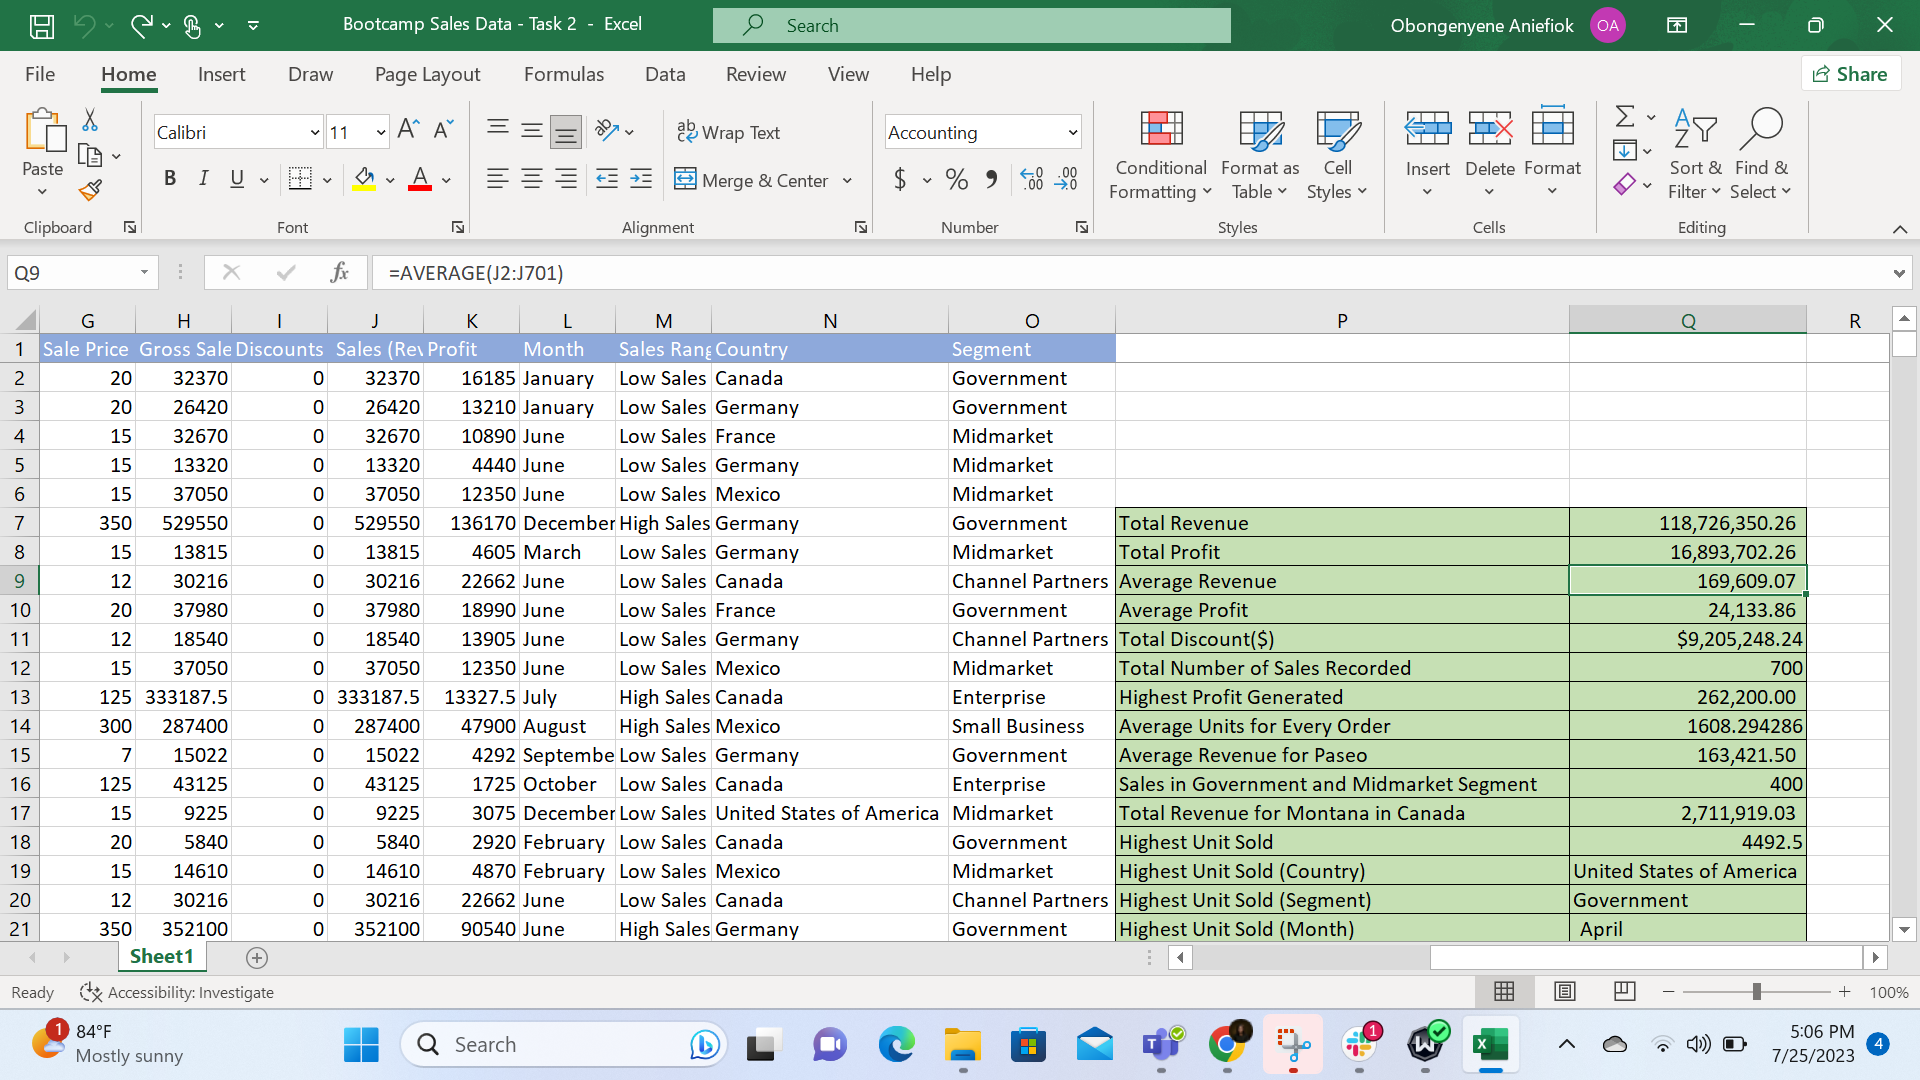 Bootcamp Sales Data - Task 2 - Excel
Search
Obongenyene Aniefiok
OA
File Home Insert Draw Page Layout Formulas Data Review View Help
Share
Paste
Calibri 11
A A
B I U A
Clipboard
Font
ab Wrap Text
Merge & Center
Alignment
Accounting
$ % .00 .00
Number
Conditional Formatting
Format as Table
Cell Styles
Styles
Insert Delete Format
Cells
Sort & Filter
Find & Select
Editing
Q9 fx =AVERAGE(J2:J701)
G H I J K L M N O P Q R
1 Sale Price Gross Sale Discounts Sales (Rev Profit Month Sales Rang Country Segment
2 20 32370 0 32370 16185 January Low Sales Canada Government
3 20 26420 0 26420 13210 January Low Sales Germany Government
4 15 32670 0 32670 10890 June Low Sales France Midmarket
5 15 13320 0 13320 4440 June Low Sales Germany Midmarket
6 15 37050 0 37050 12350 June Low Sales Mexico Midmarket
7 350 529550 0 529550 136170 December High Sales Germany Government Total Revenue 118,726,350.26
8 15 13815 0 13815 4605 March Low Sales Germany Midmarket Total Profit 16,893,702.26
9 12 30216 0 30216 22662 June Low Sales Canada Channel Partners Average Revenue 169,609.07
10 20 37980 0 37980 18990 June Low Sales France Government Average Profit 24,133.86
11 12 18540 0 18540 13905 June Low Sales Germany Channel Partners Total Discount($) $9,205,248.24
12 15 37050 0 37050 12350 June Low Sales Mexico Midmarket Total Number of Sales Recorded 700
13 125 333187.5 0 333187.5 13327.5 July High Sales Canada Enterprise Highest Profit Generated 262,200.00
14 300 287400 0 287400 47900 August High Sales Mexico Small Business Average Units for Every Order 1608.294286
15 7 15022 0 15022 4292 Septembe Low Sales Germany Government Average Revenue for Paseo 163,421.50
16 125 43125 0 43125 1725 October Low Sales Canada Enterprise Sales in Government and Midmarket Segment 400
17 15 9225 0 9225 3075 December Low Sales United States of America Midmarket Total Revenue for Montana in Canada 2,711,919.03
18 20 5840 0 5840 2920 February Low Sales Canada Government Highest Unit Sold 4492.5
19 15 14610 0 14610 4870 February Low Sales Mexico Midmarket Highest Unit Sold (Country) United States of America
20 12 30216 0 30216 22662 June Low Sales Canada Channel Partners Highest Unit Sold (Segment) Government
21 350 352100 0 352100 90540 June High Sales Germany Government Highest Unit Sold (Month) April
Sheet1
Ready Accessibility: Investigate 100%
1 84°F
Mostly sunny
Search
1
5:06 PM
7/25/2023
4